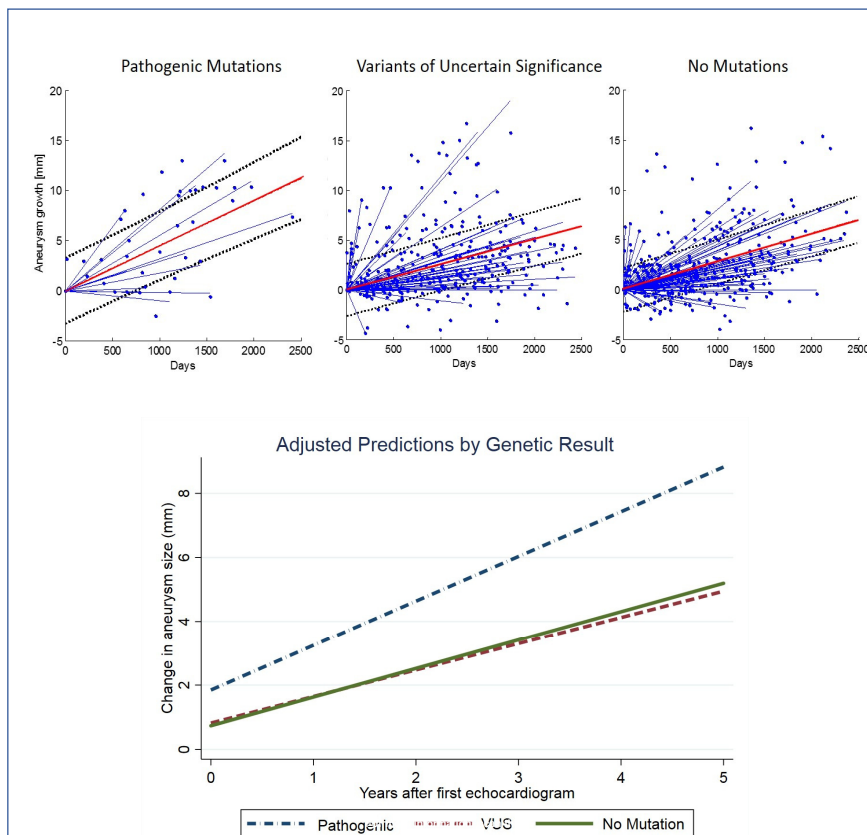 Pathogenic Mutations
Variants of Uncertain Significance
No Mutations
Aneurysm growth [mm]
20
15
10
5
0
-5
0 500 1000 1500 2000 2500
Days
20
15
10
5
0
-5
0 500 1000 1500 2000 2500
Days
20
15
10
5
0
-5
0 500 1000 1500 2000 2500
Days
Adjusted Predictions by Genetic Result
Change in aneurysm size (mm)
8
6
4
2
0
0 1 2 3 4 5
Years after first echocardiogram
Pathogenic VUS No Mutation